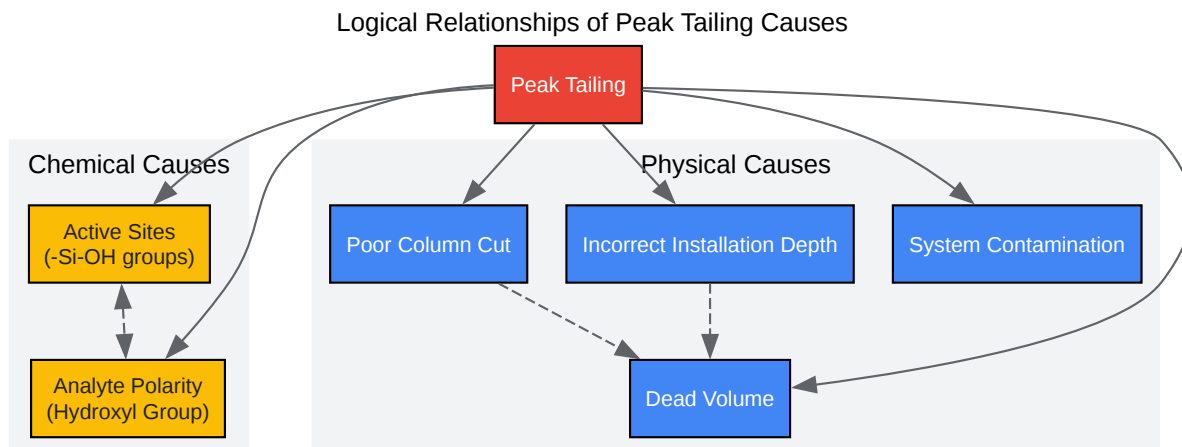 Logical Relationships of Peak Tailing Causes
Peak Tailing
Chemical Causes
Physical Causes
Active Sites
(-Si-OH groups)
Poor Column Cut
Incorrect Installation Depth
System Contamination
Analyte Polarity
(Hydroxyl Group)
Dead Volume